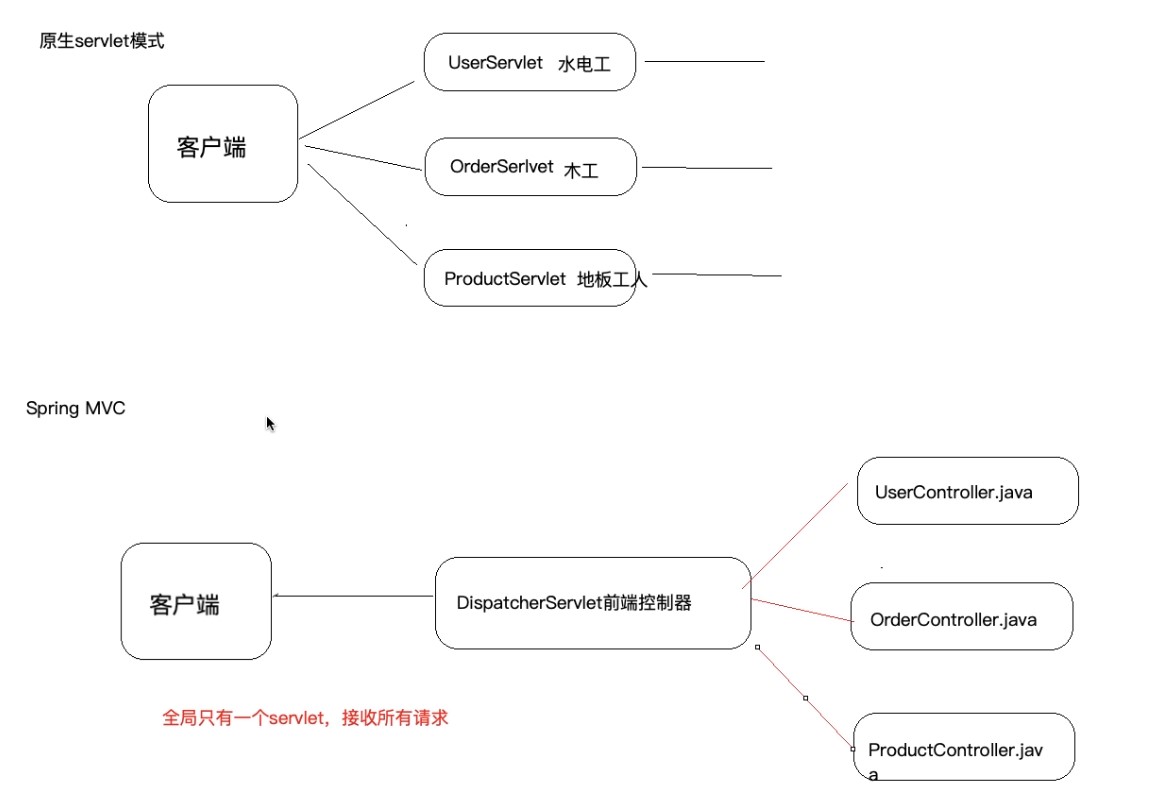 原生servlet模式
UserServlet 水电工
客户端
OrderSerlvet 木工
ProductServlet 地板工人
Spring MVC
UserController.java
客户端
DispatcherServlet前端控制器
OrderController.java
全局只有一个servlet，接收所有请求
ProductController.jav
a